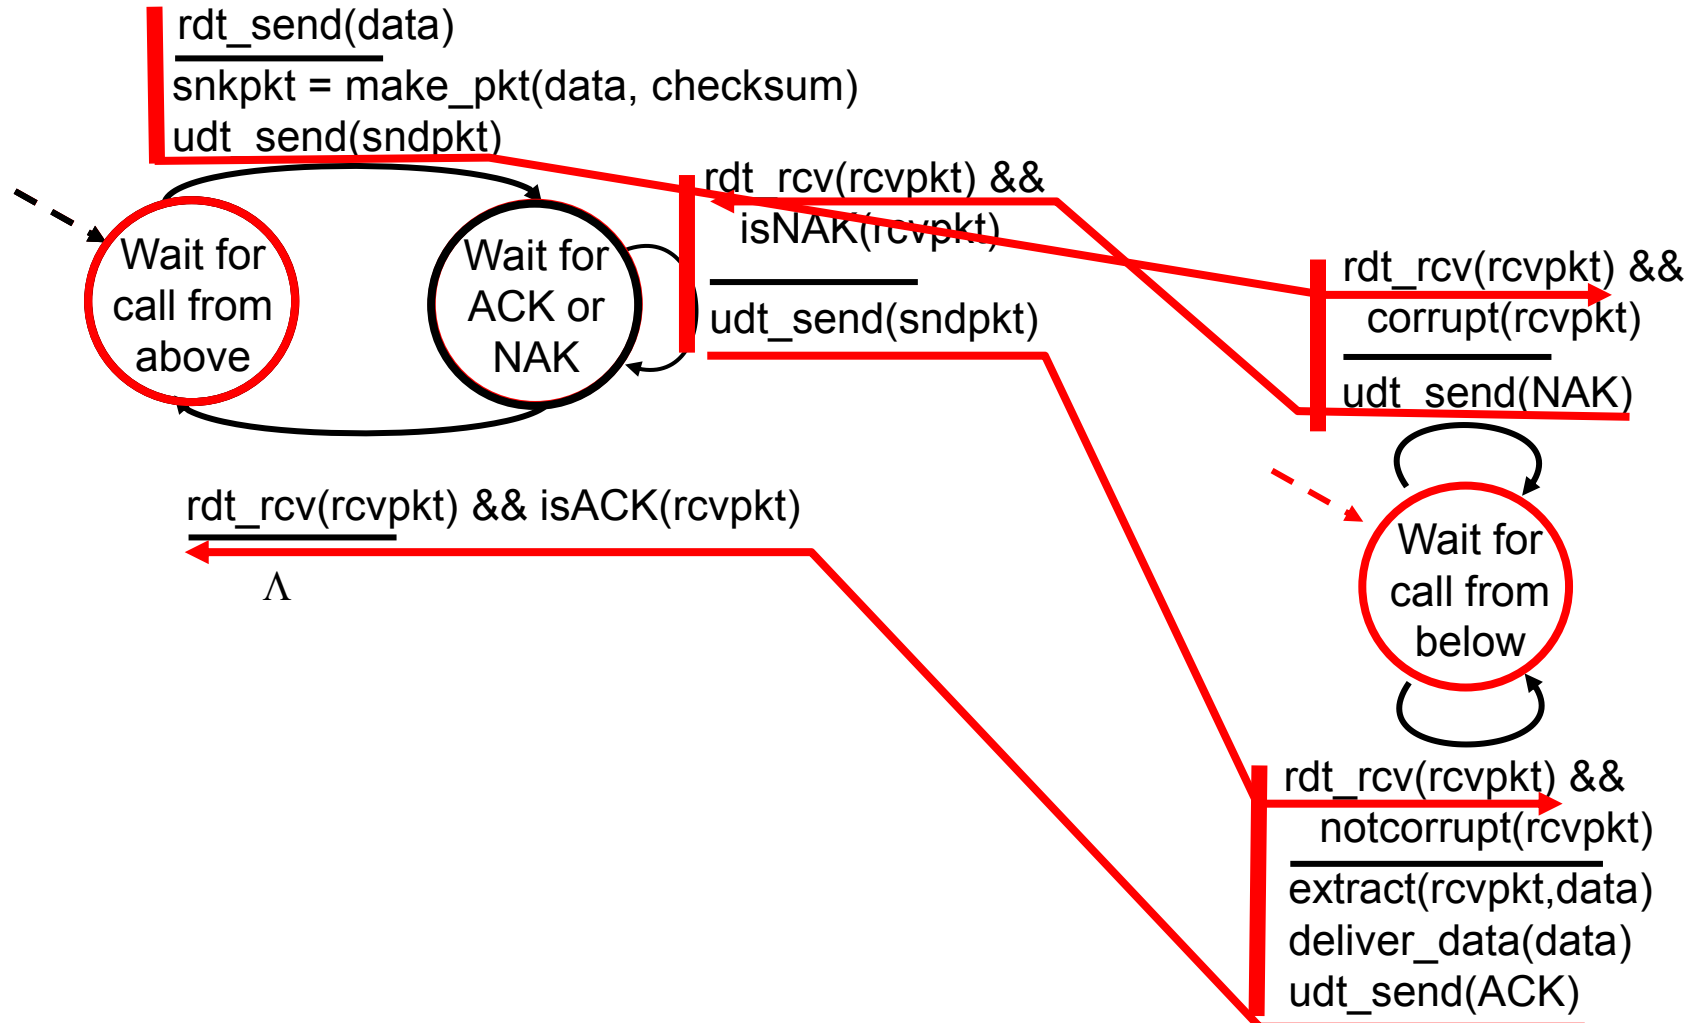 rdt_send(data)
snkpkt = make_pkt(data, checksum)
udt_send(sndpkt)
rdt_rcv(rcvpkt) &&
isNAK(rcvpkt)
udt_send(sndpkt)
Wait for
call from
above
Wait for
ACK or
NAK
rdt_rcv(rcvpkt) && isACK(rcvpkt)
Λ
rdt_rcv(rcvpkt) &&
corrupt(rcvpkt)
udt_send(NAK)
Wait for
call from
below
rdt_rcv(rcvpkt) &&
notcorrupt(rcvpkt)
extract(rcvpkt,data)
deliver_data(data)
udt_send(ACK)